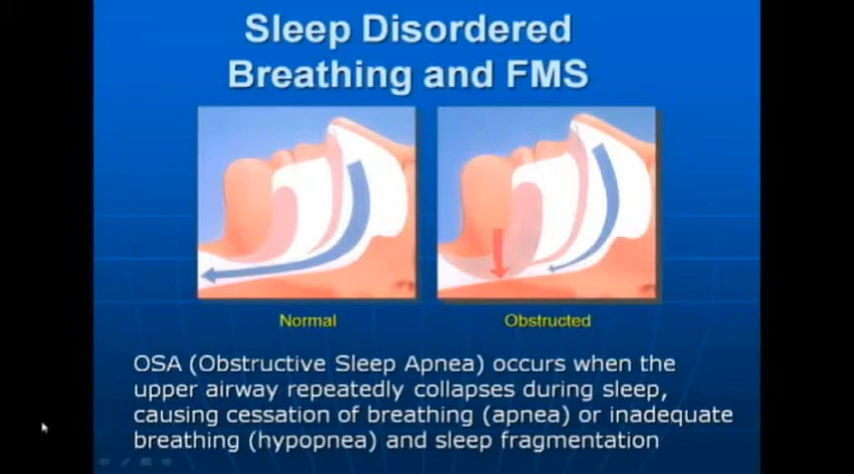 Sleep Disordered
Breathing and FMS
Normal
Obstructed
OSA (Obstructive Sleep Apnea) occurs when the
upper airway repeatedly collapses during sleep,
causing cessation of breathing (apnea) or inadequate
breathing (hypopnea) and sleep fragmentation